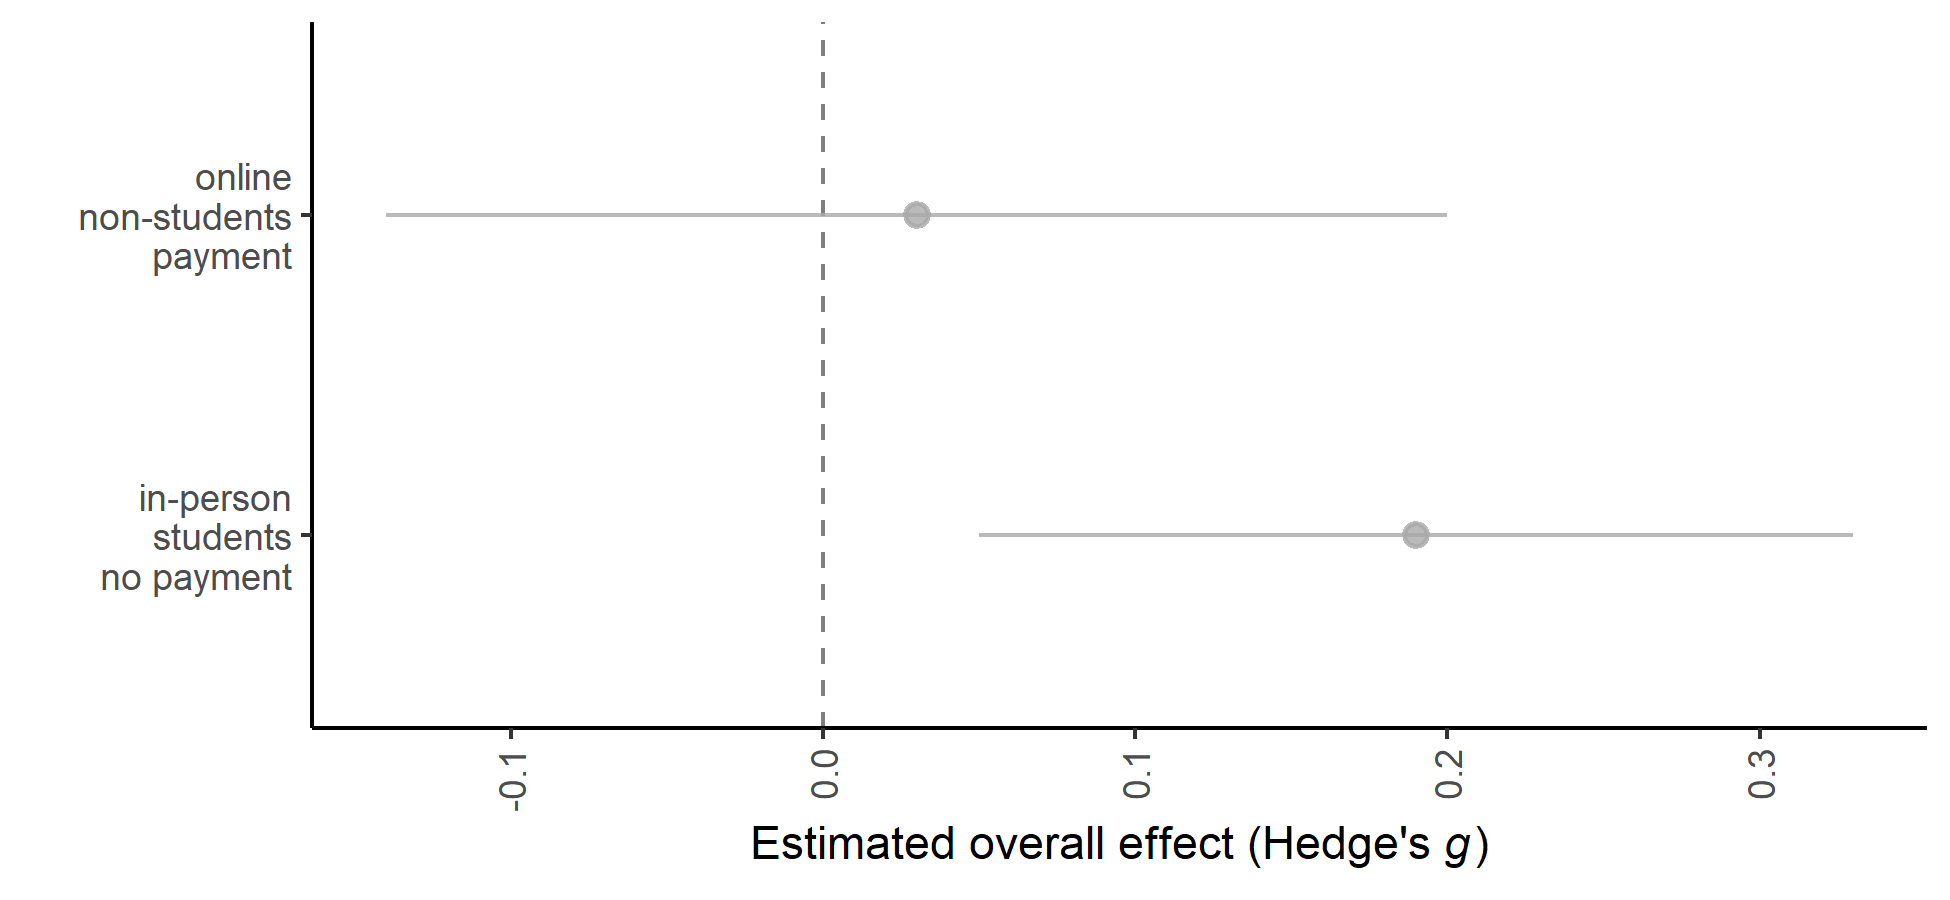 online
non-students
payment
in-person
students
no payment
-0.1
0.0
0.1
0.2
0.3
Estimated overall effect (Hedge's g)